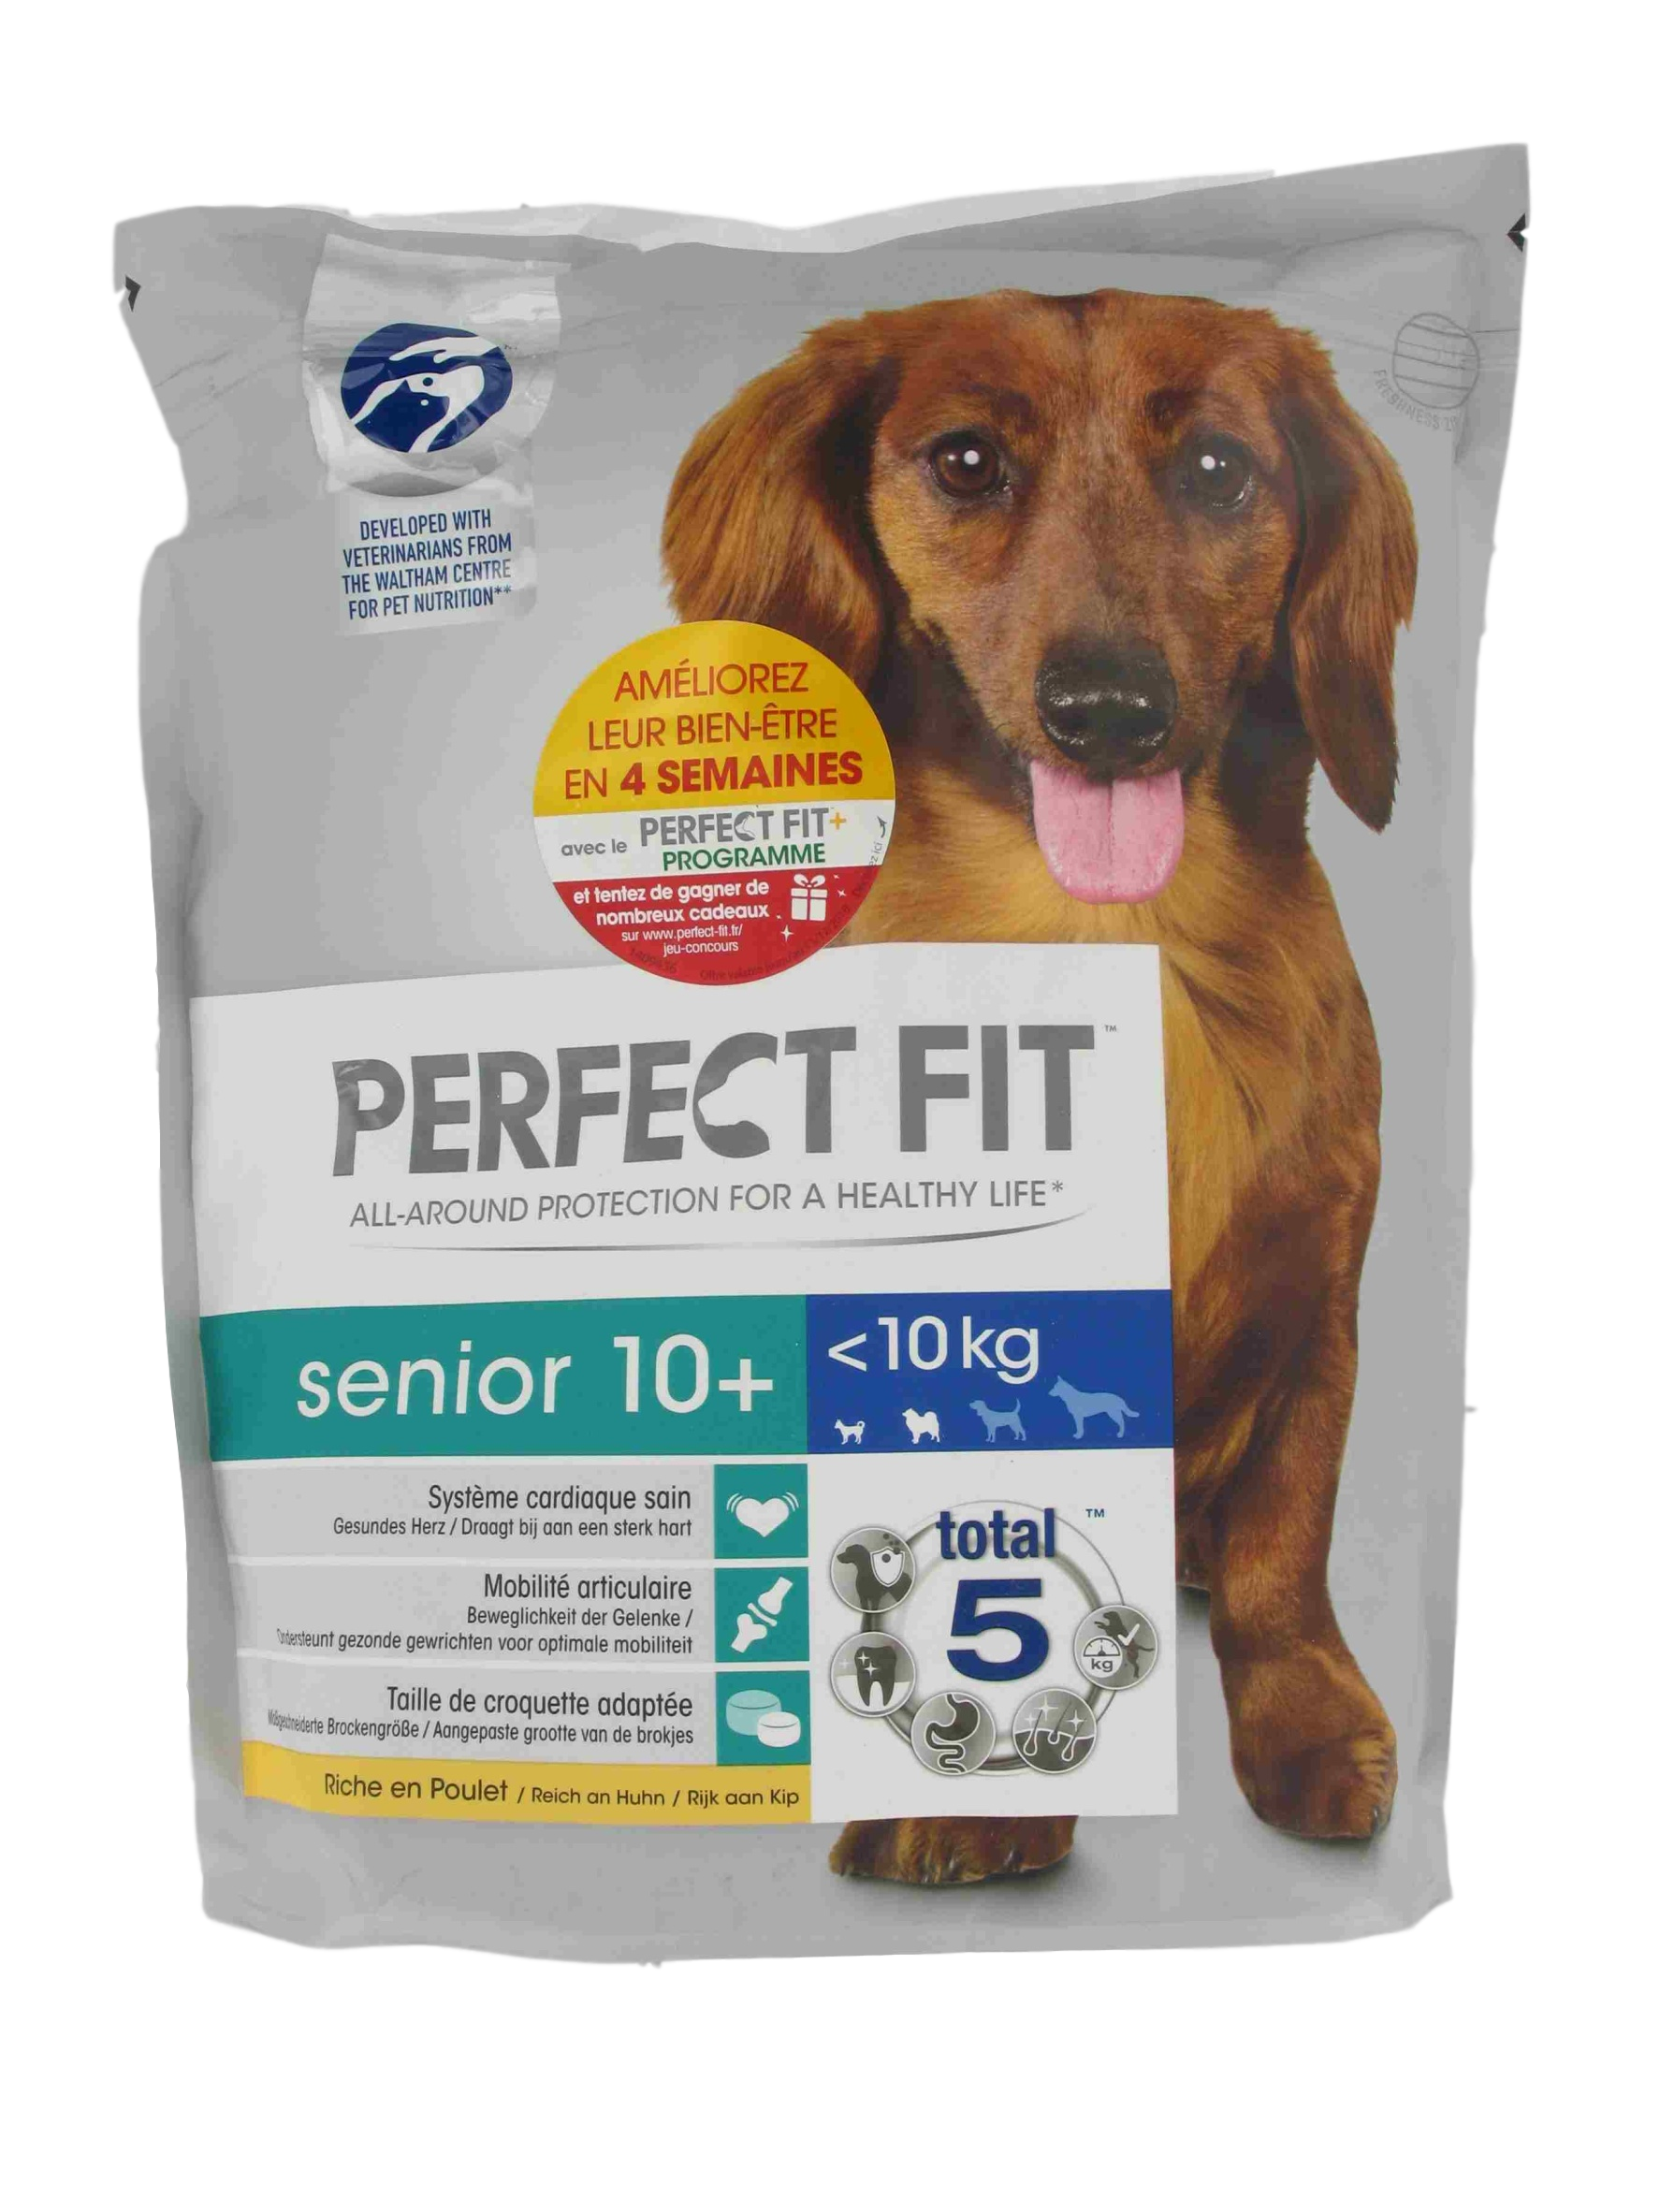 DEVELOPED WITH
VETERINARIANS FROM
THE WALTHAM CENTRE
FOR PET NUTRITION**
FRESHNESS
AMÉLIOREZ
LEUR BIEN-ÊTRE
EN 4 SEMAINES
avec le PERFECT FIT+
PROGRAMME
et tentez de gagner de
nombreux cadeaux
sur www.perfect-fit.fr/
jeu-concours
PERFECT FIT™
ALL-AROUND PROTECTION FOR A HEALTHY LIFE*
senior 10+
<10 kg
Système cardiaque sain
Gesundes Herz / Draagt bij aan een sterk hart
Mobilité articulaire
Beweglichkeit der Gelenke /
Ondersteunt gezonde gewrichten voor optimale mobiliteit
Taille de croquette adaptée
Maßgeschneiderte Brockengröße / Aangepaste grootte van de brokjes
Riche en Poulet / Reich an Huhn / Rijk aan Kip
total ™
5
kg